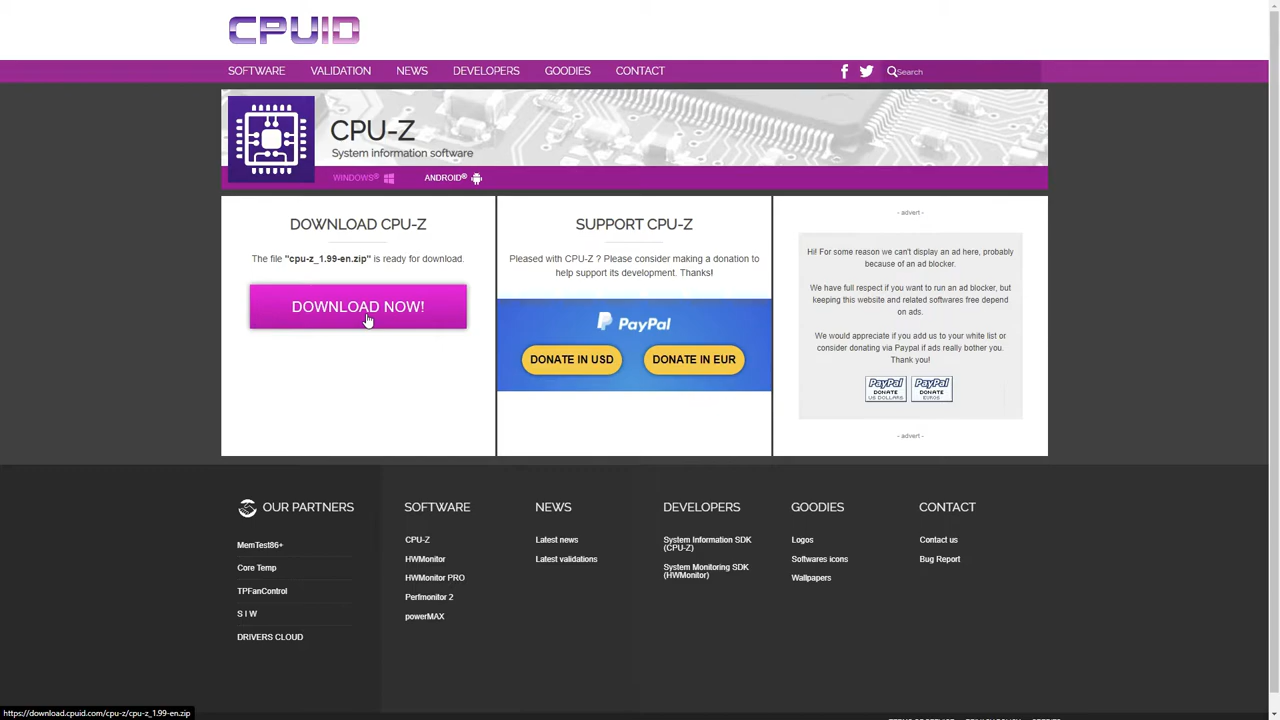 CPUID
SOFTWARE VALIDATION NEWS DEVELOPERS GOODIES CONTACT Search
CPU-Z
System information software
WINDOWS® ANDROID®
DOWNLOAD CPU-Z
The file "cpu-z_1.99-en.zip" is ready for download.
DOWNLOAD NOW!
SUPPORT CPU-Z
Pleased with CPU-Z ? Please consider making a donation to
help support its development. Thanks!
PayPal
DONATE IN USD DONATE IN EUR
- advert -
Hi! For some reason we can't display an ad here, probably
because of an ad blocker.
We have full respect if you want to run an ad blocker, but
keeping this website and related softwares free depend
on ads.
We would appreciate if you add us to your white list or
consider donating via Paypal if ads really bother you.
Thank you!
PayPal PayPal
DONATE DONATE
US DOLLARS EUROS
- advert -
OUR PARTNERS
MemTest86+
Core Temp
TPFanControl
S I W
DRIVERS CLOUD
SOFTWARE
CPU-Z
HWMonitor
HWMonitor PRO
Perfmonitor 2
powerMAX
NEWS
Latest news
Latest validations
DEVELOPERS
System Information SDK
(CPU-Z)
System Monitoring SDK
(HWMonitor)
GOODIES
Logos
Softwares icons
Wallpapers
CONTACT
Contact us
Bug Report
https://download.cpuid.com/cpu-z/cpu-z_1.99-en.zip